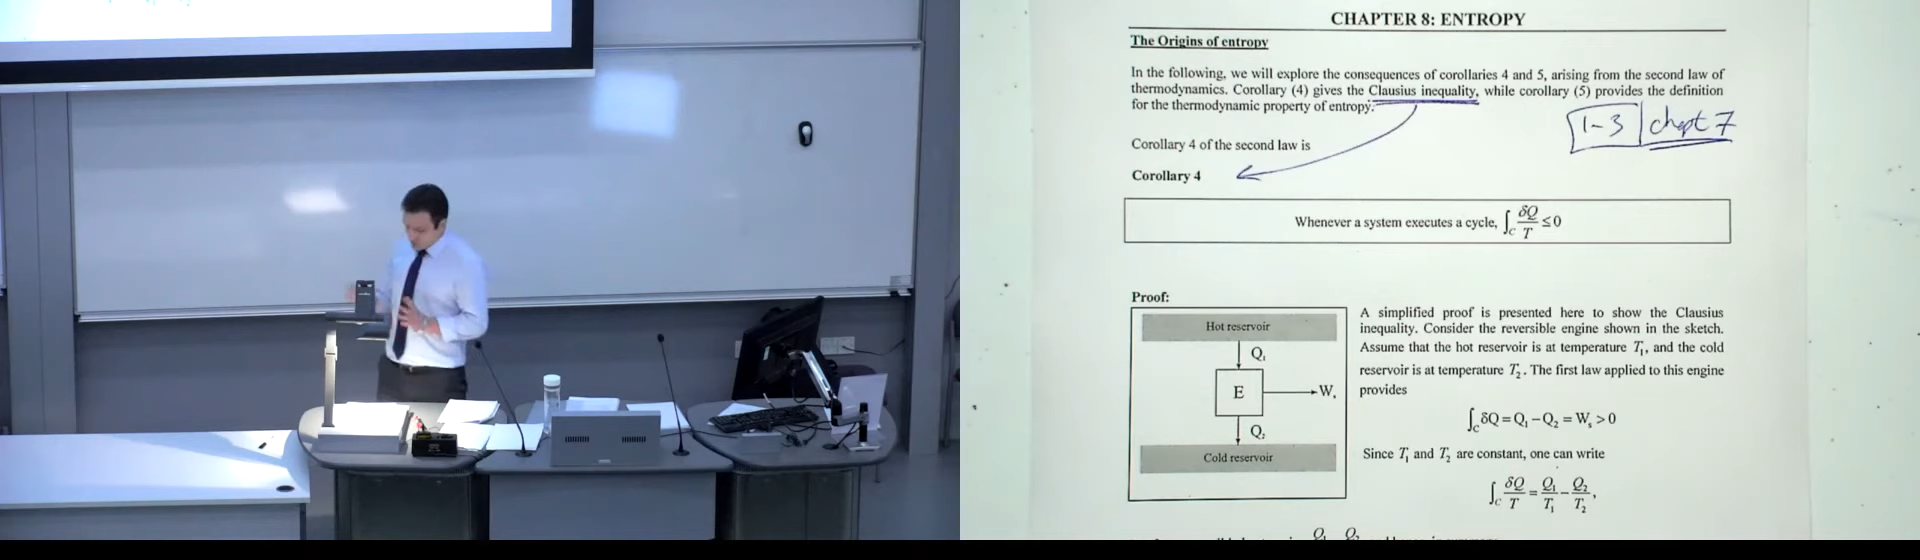 CHAPTER 8: ENTROPY
The Origins of entropy
In the following, we will explore the consequences of corollaries 4 and 5, arising from the second law of
thermodynamics. Corollary (4) gives the Clausius inequality, while corollary (5) provides the definition
for the thermodynamic property of entropy.
1-3 | chapt 7
Corollary 4 of the second law is
Corollary 4
Whenever a system executes a cycle, ∫_C δQ/T ≤ 0
Proof:
Hot reservoir
Q₁
E
W_s
Q₂
Cold reservoir
A simplified proof is presented here to show the Clausius
inequality. Consider the reversible engine shown in the sketch.
Assume that the hot reservoir is at temperature T₁, and the cold
reservoir is at temperature T₂. The first law applied to this engine
provides
∫_C δQ = Q₁ − Q₂ = W_s > 0
Since T₁ and T₂ are constant, one can write
∫_C δQ/T = Q₁/T₁ − Q₂/T₂,